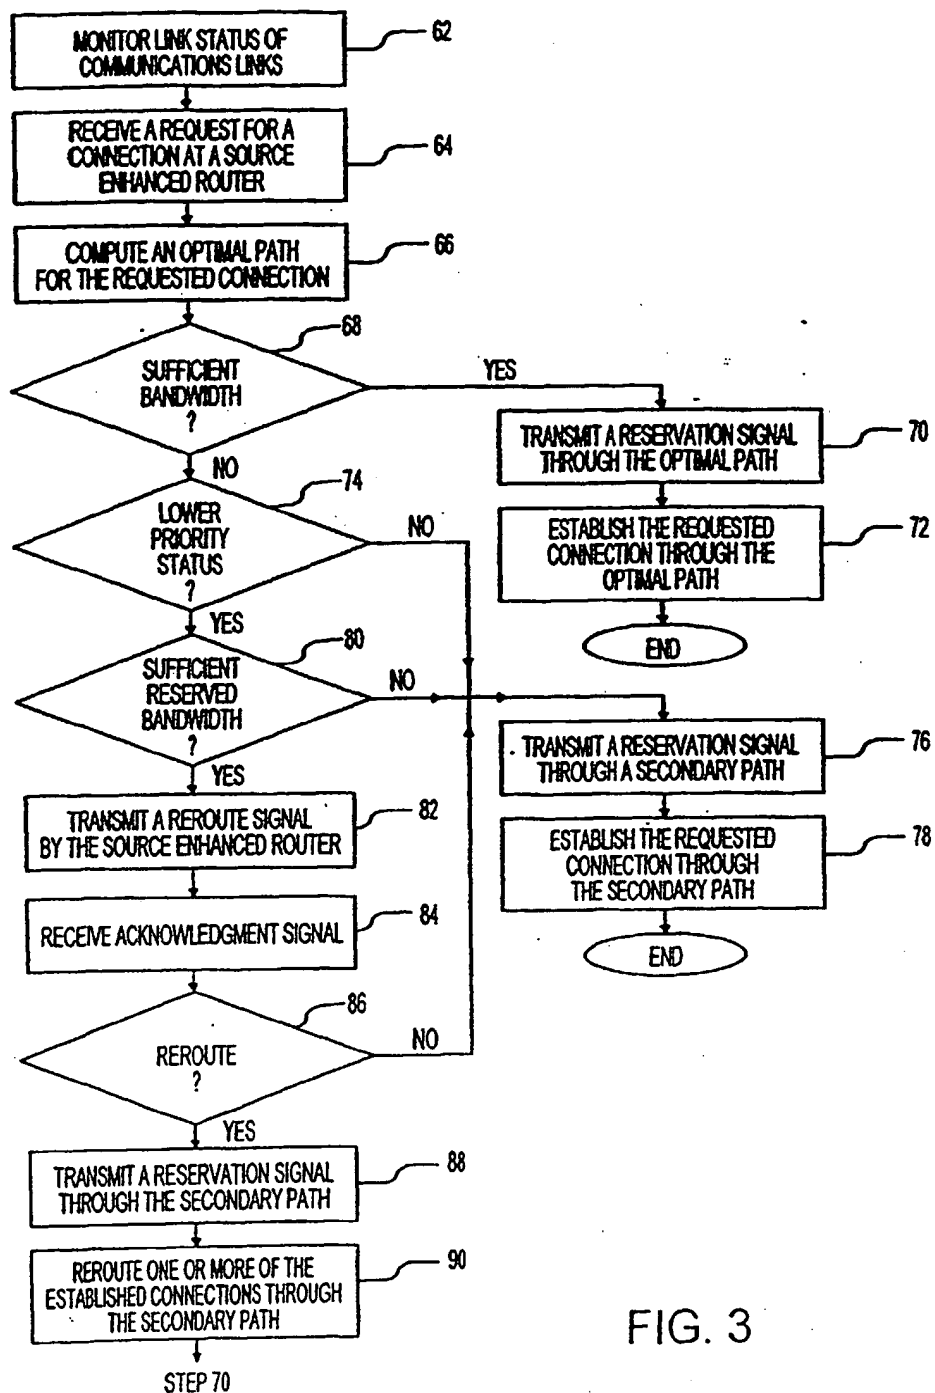 MONITOR LINK STATUS OF
COMMUNICATIONS LINKS
62
RECEIVE A REQUEST FOR A
CONNECTION AT A SOURCE
ENHANCED ROUTER
64
COMPUTE AN OPTIMAL PATH
FOR THE REQUESTED CONNECTION
66
SUFFICIENT
BANDWIDTH
?
68
YES
NO
TRANSMIT A RESERVATION SIGNAL
THROUGH THE OPTIMAL PATH
70
ESTABLISH THE REQUESTED
CONNECTION THROUGH THE
OPTIMAL PATH
72
END
LOWER
PRIORITY
STATUS
?
74
NO
YES
SUFFICIENT
RESERVED
BANDWIDTH
?
80
NO
YES
TRANSMIT A RESERVATION SIGNAL
THROUGH A SECONDARY PATH
76
ESTABLISH THE REQUESTED
CONNECTION THROUGH
THE SECONDARY PATH
78
END
TRANSMIT A REROUTE SIGNAL
BY THE SOURCE ENHANCED ROUTER
82
RECEIVE ACKNOWLEDGMENT SIGNAL
84
REROUTE
?
86
NO
YES
TRANSMIT A RESERVATION SIGNAL
THROUGH THE SECONDARY PATH
88
REROUTE ONE OR MORE OF THE
ESTABLISHED CONNECTIONS THROUGH
THE SECONDARY PATH
90
STEP 70
FIG. 3